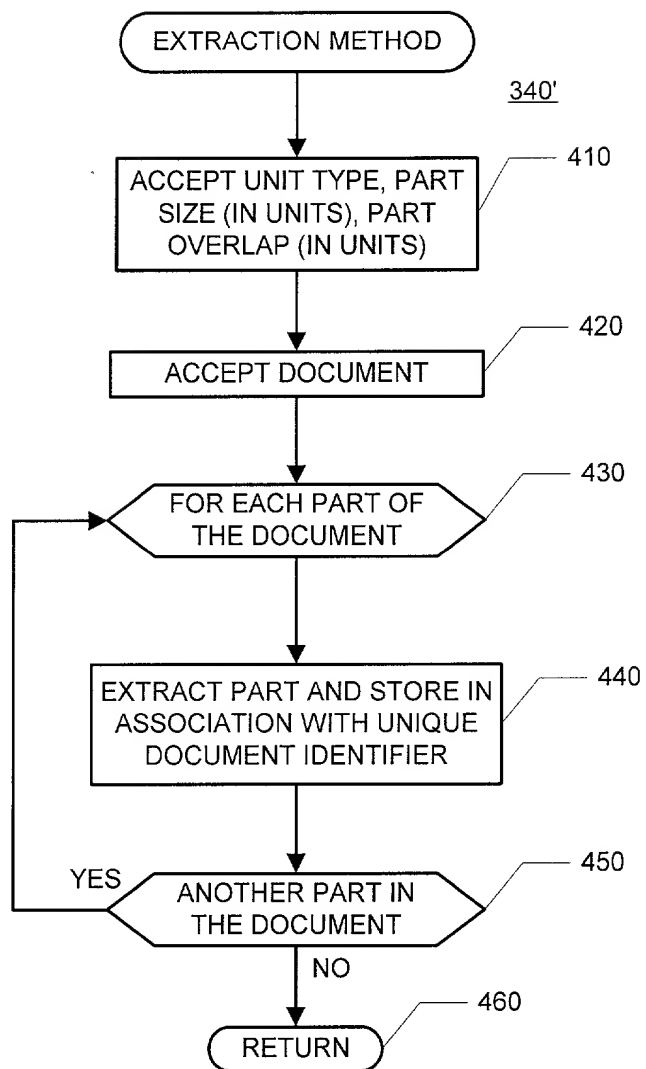 EXTRACTION METHOD
340'
410
ACCEPT UNIT TYPE, PART
SIZE (IN UNITS), PART
OVERLAP (IN UNITS)
420
ACCEPT DOCUMENT
430
FOR EACH PART OF
THE DOCUMENT
440
EXTRACT PART AND STORE IN
ASSOCIATION WITH UNIQUE
DOCUMENT IDENTIFIER
450
YES
ANOTHER PART IN
THE DOCUMENT
NO
460
RETURN